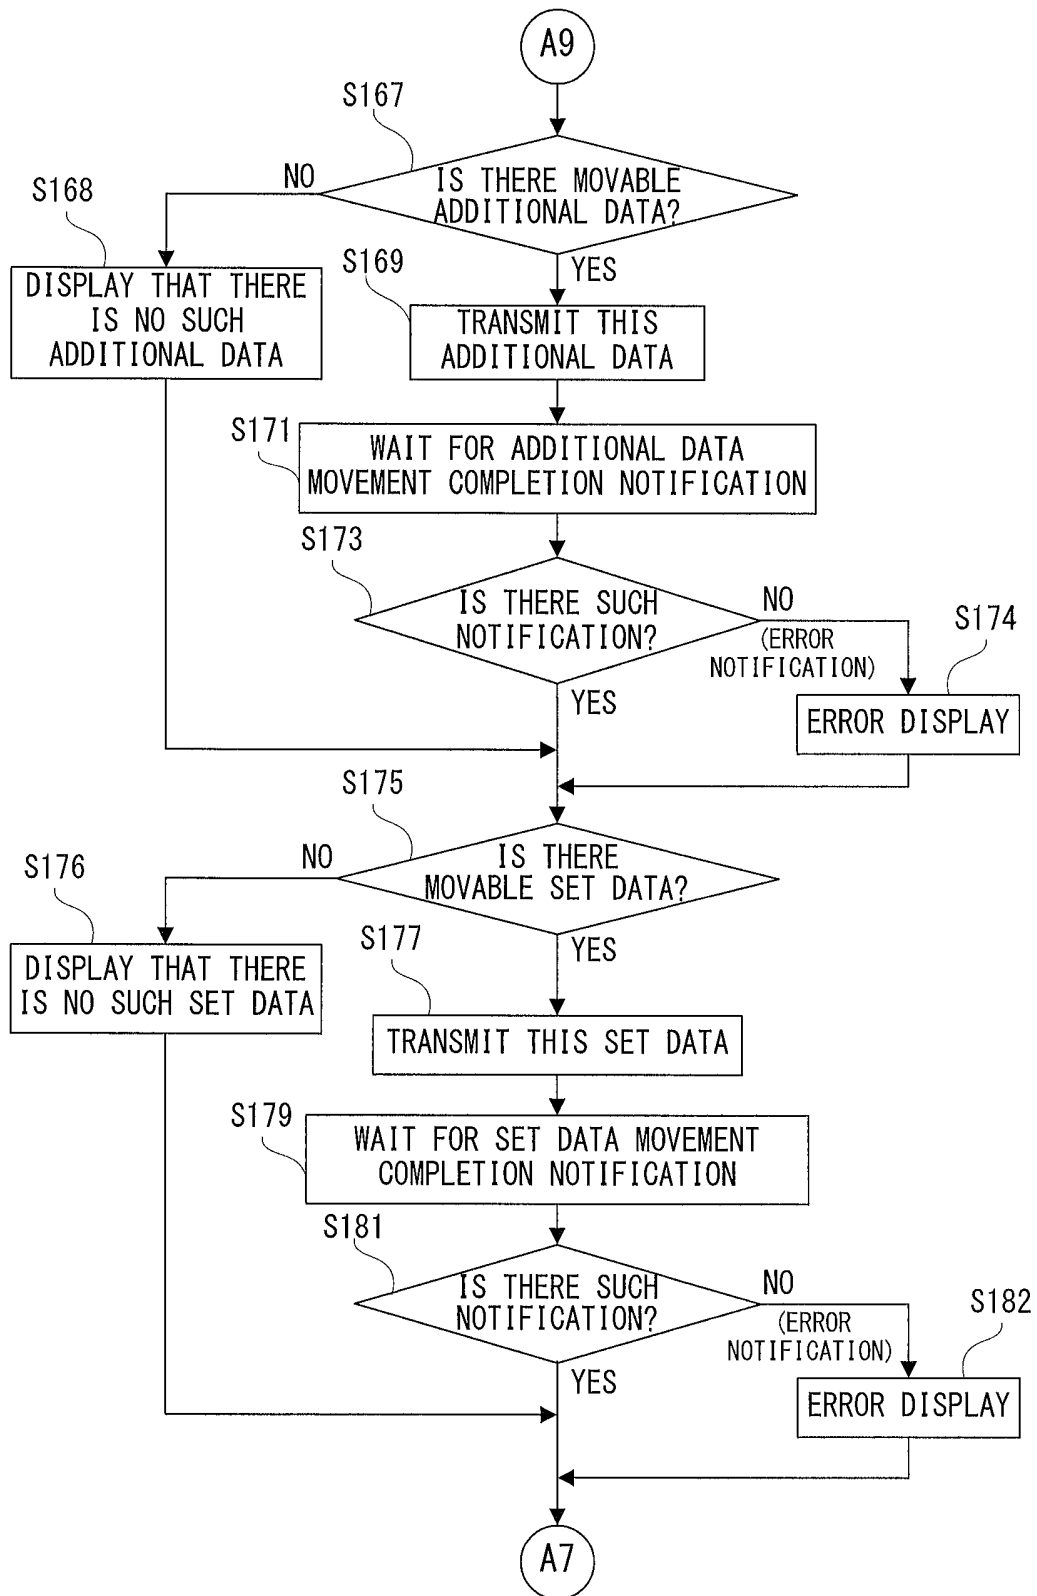 A9
S167
NO
IS THERE MOVABLE
ADDITIONAL DATA?
S168
YES
S169
DISPLAY THAT THERE
IS NO SUCH
ADDITIONAL DATA
TRANSMIT THIS
ADDITIONAL DATA
S171
WAIT FOR ADDITIONAL DATA
MOVEMENT COMPLETION NOTIFICATION
S173
IS THERE SUCH
NOTIFICATION?
NO
(ERROR
NOTIFICATION)
S174
YES
ERROR DISPLAY
S175
NO
IS THERE
MOVABLE SET DATA?
S176
YES
S177
DISPLAY THAT THERE
IS NO SUCH SET DATA
TRANSMIT THIS SET DATA
S179
WAIT FOR SET DATA MOVEMENT
COMPLETION NOTIFICATION
S181
IS THERE SUCH
NOTIFICATION?
NO
(ERROR
NOTIFICATION)
S182
YES
ERROR DISPLAY
A7